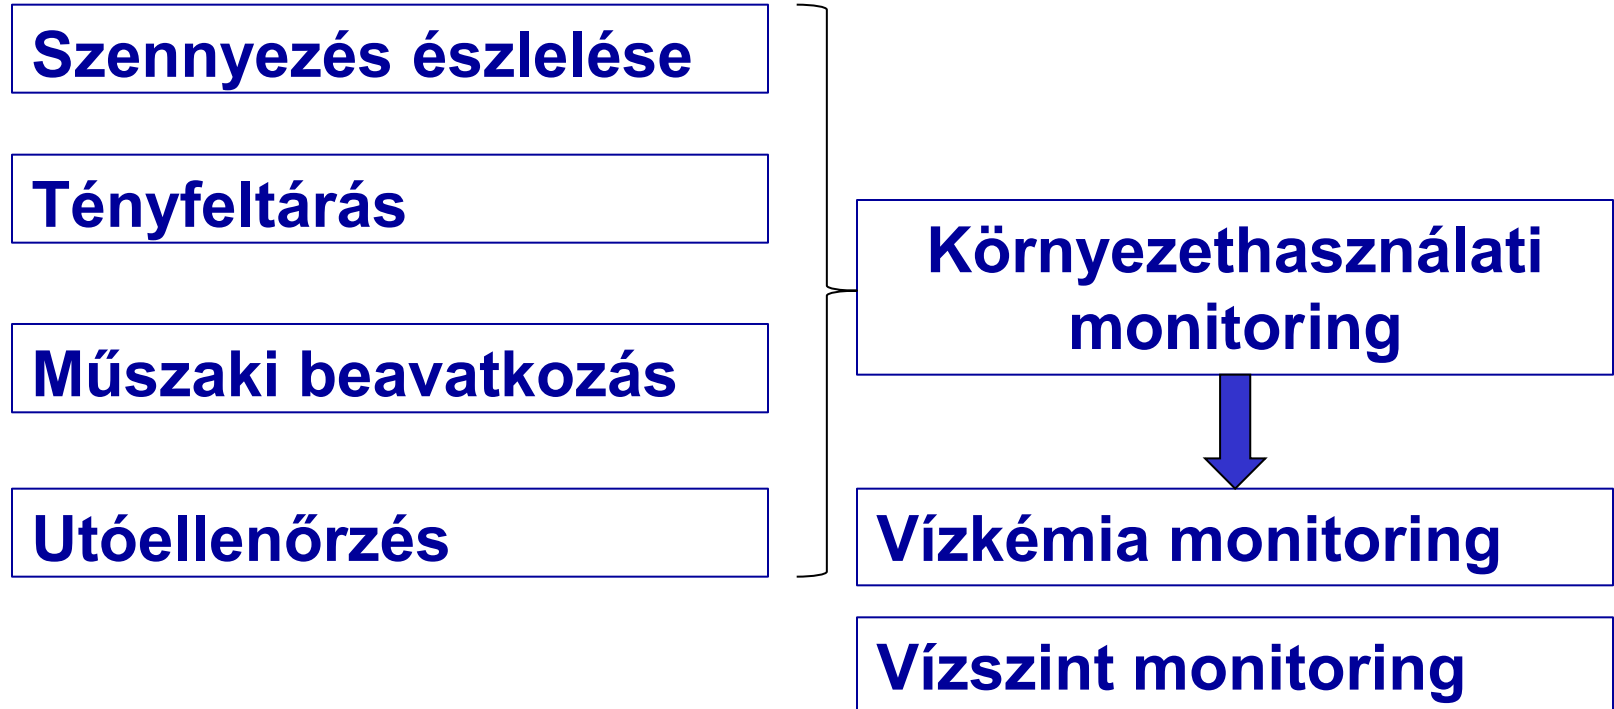 Szennyezés észlelése
Tényfeltárás
Műszaki beavatkozás
Utóellenőrzés
Környezethasználati
monitoring
Vízkémia monitoring
Vízszint monitoring